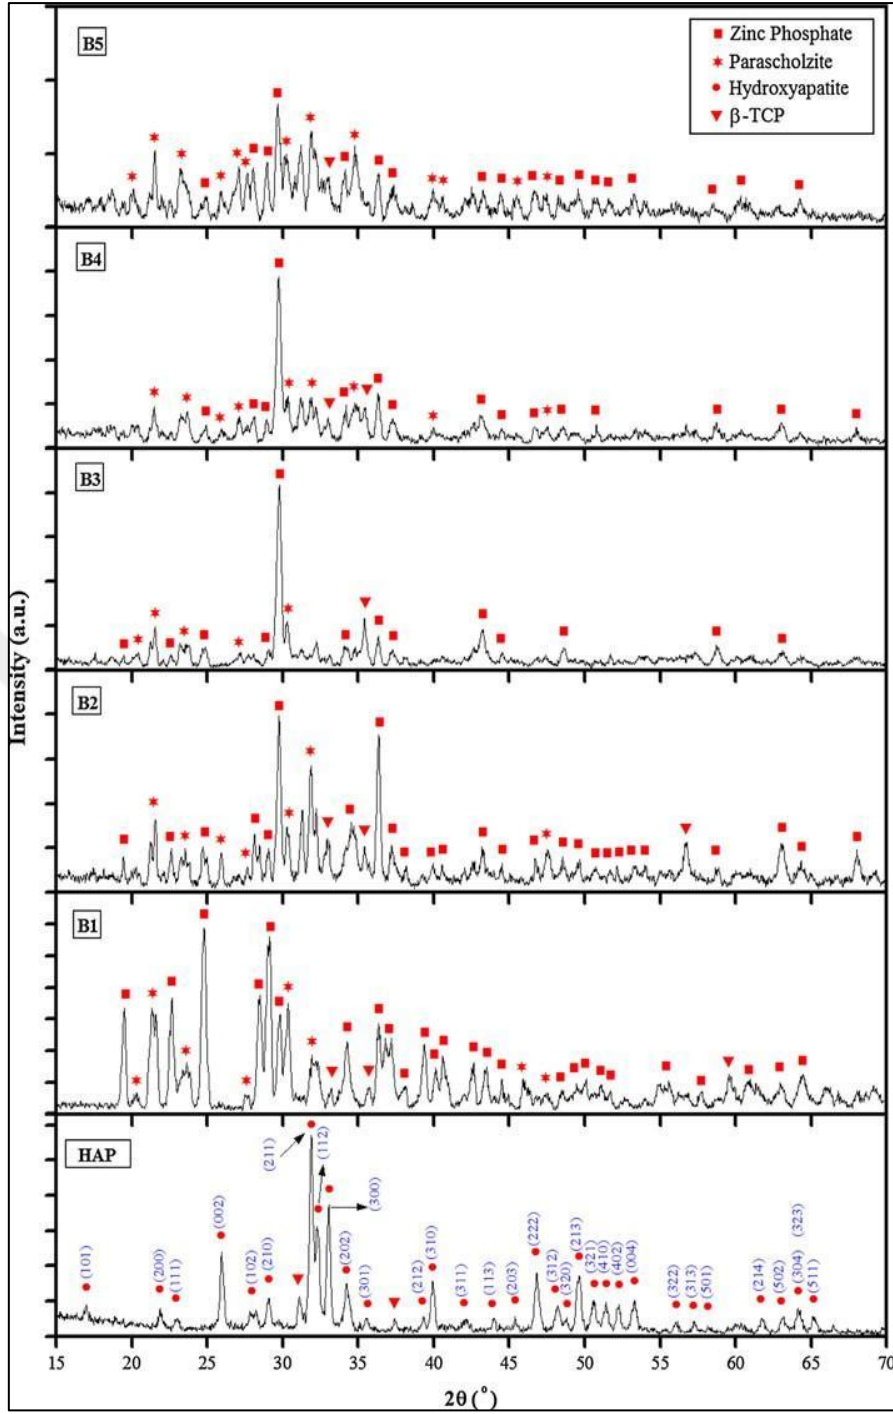 B5
Zinc Phosphate
Parascholzite
Hydroxyapatite
β-TCP
B4
B3
B2
B1
HAP
(101)
(200)
(111)
(002)
(102)
(210)
(211)
(112)
(300)
(202)
(301)
(212)
(310)
(311)
(113)
(203)
(222)
(312)
(320)
(213)
(321)
(410)
(402)
(004)
(322)
(313)
(501)
(214)
(502)
(304)
(323)
(511)
Intensity (a.u.)
15 20 25 30 35 40 45 50 55 60 65 70
2θ (°)